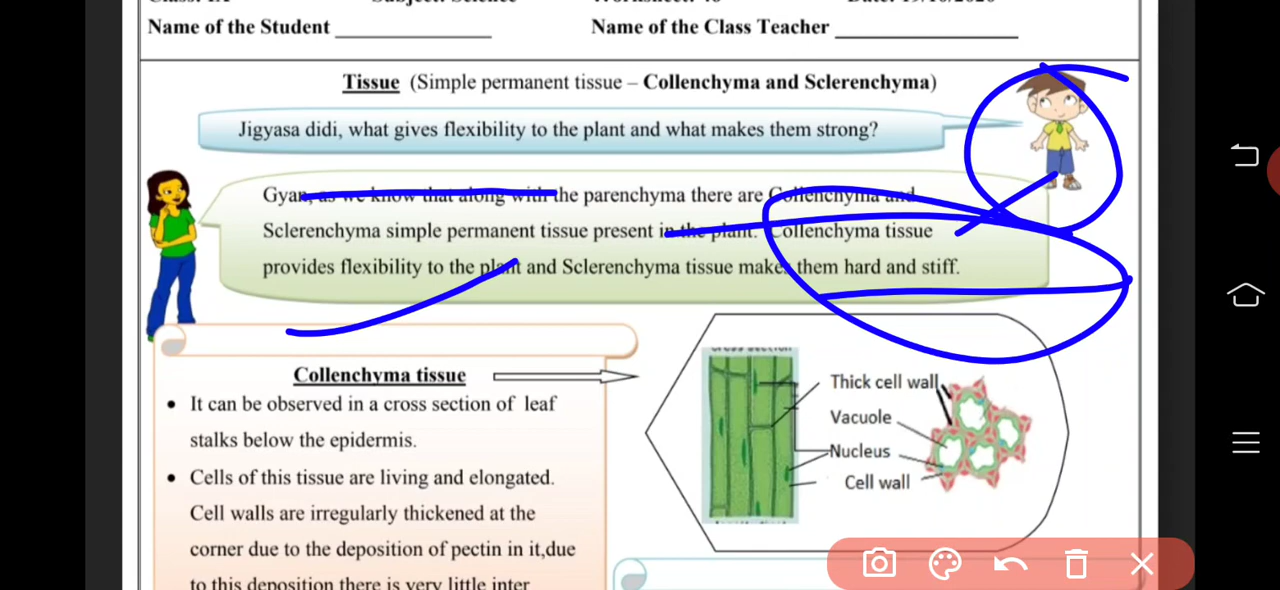 Name of the Student ____________ Name of the Class Teacher ______________
Tissue (Simple permanent tissue – Collenchyma and Sclerenchyma)
Jigyasa didi, what gives flexibility to the plant and what makes them strong?
Gyan, as we know that along with the parenchyma there are Collenchyma and
Sclerenchyma simple permanent tissue present in the plant. Collenchyma tissue
provides flexibility to the plant and Sclerenchyma tissue makes them hard and stiff.
Collenchyma tissue
• It can be observed in a cross section of leaf
stalks below the epidermis.
• Cells of this tissue are living and elongated.
Cell walls are irregularly thickened at the
corner due to the deposition of pectin in it,due
to this deposition there is very little inter
Thick cell wall
Vacuole
Nucleus
Cell wall